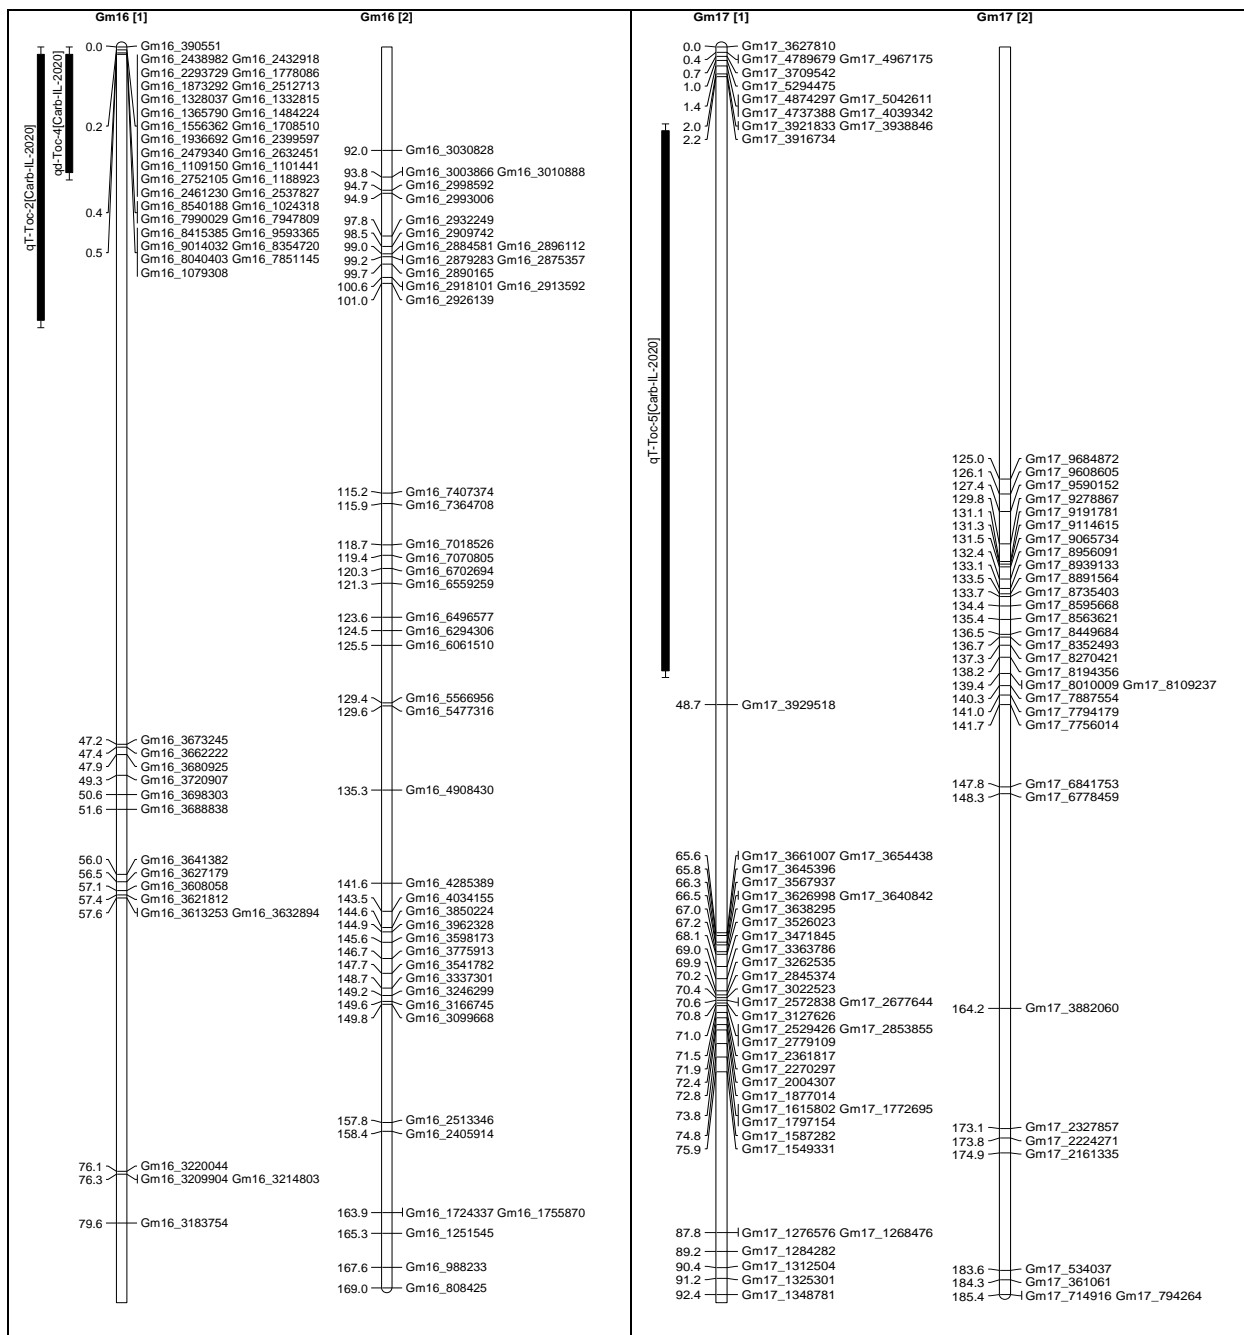 Gm16 [1]
qT-Toc-2[Carb-IL-2020]
qd-Toc-4[Carb-IL-2020]
0.0 Gm16_390551
Gm16_2438982 Gm16_2432918
Gm16_2293729 Gm16_1778086
Gm16_1873292 Gm16_2512713
Gm16_1328037 Gm16_1332815
Gm16_1365790 Gm16_1484224
0.2 Gm16_1556362 Gm16_1708510
Gm16_1936692 Gm16_2399597
Gm16_2479340 Gm16_2632451
Gm16_1109150 Gm16_1101441
Gm16_2752105 Gm16_1188923
Gm16_2461230 Gm16_2537827
0.4 Gm16_8540188 Gm16_1024318
Gm16_7990029 Gm16_7947809
Gm16_8415385 Gm16_9593365
0.5 Gm16_9014032 Gm16_8354720
Gm16_8040403 Gm16_7851145
Gm16_1079308
47.2 Gm16_3673245
47.4 Gm16_3662222
47.9 Gm16_3680925
49.3 Gm16_3720907
50.6 Gm16_3698303
51.6 Gm16_3688838
56.0 Gm16_3641382
56.5 Gm16_3627179
57.1 Gm16_3608058
57.4 Gm16_3621812
57.6 Gm16_3613253 Gm16_3632894
76.1 Gm16_3220044
76.3 Gm16_3209904 Gm16_3214803
79.6 Gm16_3183754
Gm16 [2]
92.0 Gm16_3030828
93.8 Gm16_3003866 Gm16_3010888
94.7 Gm16_2998592
94.9 Gm16_2993006
97.8 Gm16_2932249
98.5 Gm16_2909742
99.0 Gm16_2884581 Gm16_2896112
99.2 Gm16_2879283 Gm16_2875357
99.7 Gm16_2890165
100.6 Gm16_2918101 Gm16_2913592
101.0 Gm16_2926139
115.2 Gm16_7407374
115.9 Gm16_7364708
118.7 Gm16_7018526
119.4 Gm16_7070805
120.3 Gm16_6702694
121.3 Gm16_6559259
123.6 Gm16_6496577
124.5 Gm16_6294306
125.5 Gm16_6061510
129.4 Gm16_5566956
129.6 Gm16_5477316
135.3 Gm16_4908430
141.6 Gm16_4285389
143.5 Gm16_4034155
144.6 Gm16_3850224
144.9 Gm16_3962328
145.6 Gm16_3598173
146.7 Gm16_3775913
147.7 Gm16_3541782
148.7 Gm16_3337301
149.2 Gm16_3246299
149.6 Gm16_3166745
149.8 Gm16_3099668
157.8 Gm16_2513346
158.4 Gm16_2405914
163.9 Gm16_1724337 Gm16_1755870
165.3 Gm16_1251545
167.6 Gm16_988233
169.0 Gm16_808425
Gm17 [1]
qT-Toc-5[Carb-IL-2020]
0.0 Gm17_3627810
0.4 Gm17_4789679 Gm17_4967175
0.7 Gm17_3709542
1.0 Gm17_5294475
1.4 Gm17_4874297 Gm17_5042611
Gm17_4737388 Gm17_4039342
2.0 Gm17_3921833 Gm17_3938846
2.2 Gm17_3916734
48.7 Gm17_3929518
65.6 Gm17_3661007 Gm17_3654438
65.8 Gm17_3645396
66.3 Gm17_3567937
66.5 Gm17_3626998 Gm17_3640842
67.0 Gm17_3638295
67.2 Gm17_3526023
68.1 Gm17_3471845
69.0 Gm17_3363786
69.9 Gm17_3262535
70.2 Gm17_2845374
70.4 Gm17_3022523
70.6 Gm17_2572838 Gm17_2677644
70.8 Gm17_3127626
71.0 Gm17_2529426 Gm17_2853855
Gm17_2779109
71.5 Gm17_2361817
71.9 Gm17_2270297
72.4 Gm17_2004307
72.8 Gm17_1877014
73.8 Gm17_1615802 Gm17_1772695
Gm17_1797154
74.8 Gm17_1587282
75.9 Gm17_1549331
87.8 Gm17_1276576 Gm17_1268476
89.2 Gm17_1284282
90.4 Gm17_1312504
91.2 Gm17_1325301
92.4 Gm17_1348781
Gm17 [2]
125.0 Gm17_9684872
126.1 Gm17_9608605
127.4 Gm17_9590152
129.8 Gm17_9278867
131.1 Gm17_9191781
131.3 Gm17_9114615
131.5 Gm17_9065734
132.4 Gm17_8956091
133.1 Gm17_8939133
133.5 Gm17_8891564
133.7 Gm17_8735403
134.4 Gm17_8595668
135.4 Gm17_8563621
136.5 Gm17_8449684
136.7 Gm17_8352493
137.3 Gm17_8270421
138.2 Gm17_8194356
139.4 Gm17_8010009 Gm17_8109237
140.3 Gm17_7887554
141.0 Gm17_7794179
141.7 Gm17_7756014
147.8 Gm17_6841753
148.3 Gm17_6778459
164.2 Gm17_3882060
173.1 Gm17_2327857
173.8 Gm17_2224271
174.9 Gm17_2161335
183.6 Gm17_534037
184.3 Gm17_361061
185.4 Gm17_714916 Gm17_794264